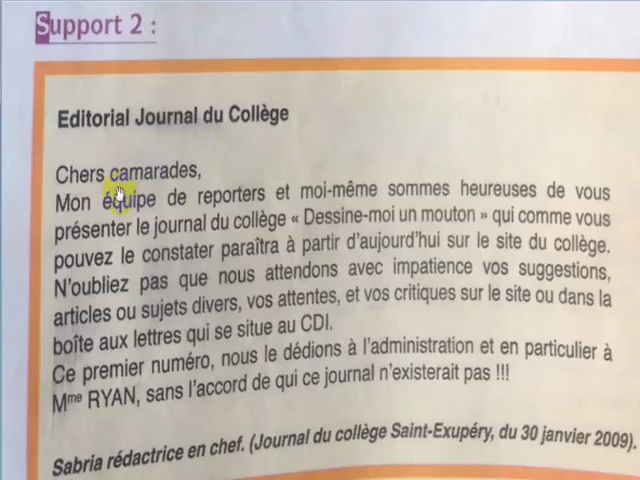 Support 2 :
Editorial Journal du Collège
Chers camarades,
Mon équipe de reporters et moi-même sommes heureuses de vous
présenter le journal du collège « Dessine-moi un mouton » qui comme vous
pouvez le constater paraîtra à partir d'aujourd'hui sur le site du collège.
N'oubliez pas que nous attendons avec impatience vos suggestions,
articles ou sujets divers, vos attentes, et vos critiques sur le site ou dans la
boîte aux lettres qui se situe au CDI.
Ce premier numéro, nous le dédions à l'administration et en particulier à
Mme RYAN, sans l'accord de qui ce journal n'existerait pas !!!
Sabria rédactrice en chef. (Journal du collège Saint-Exupéry, du 30 janvier 2009).